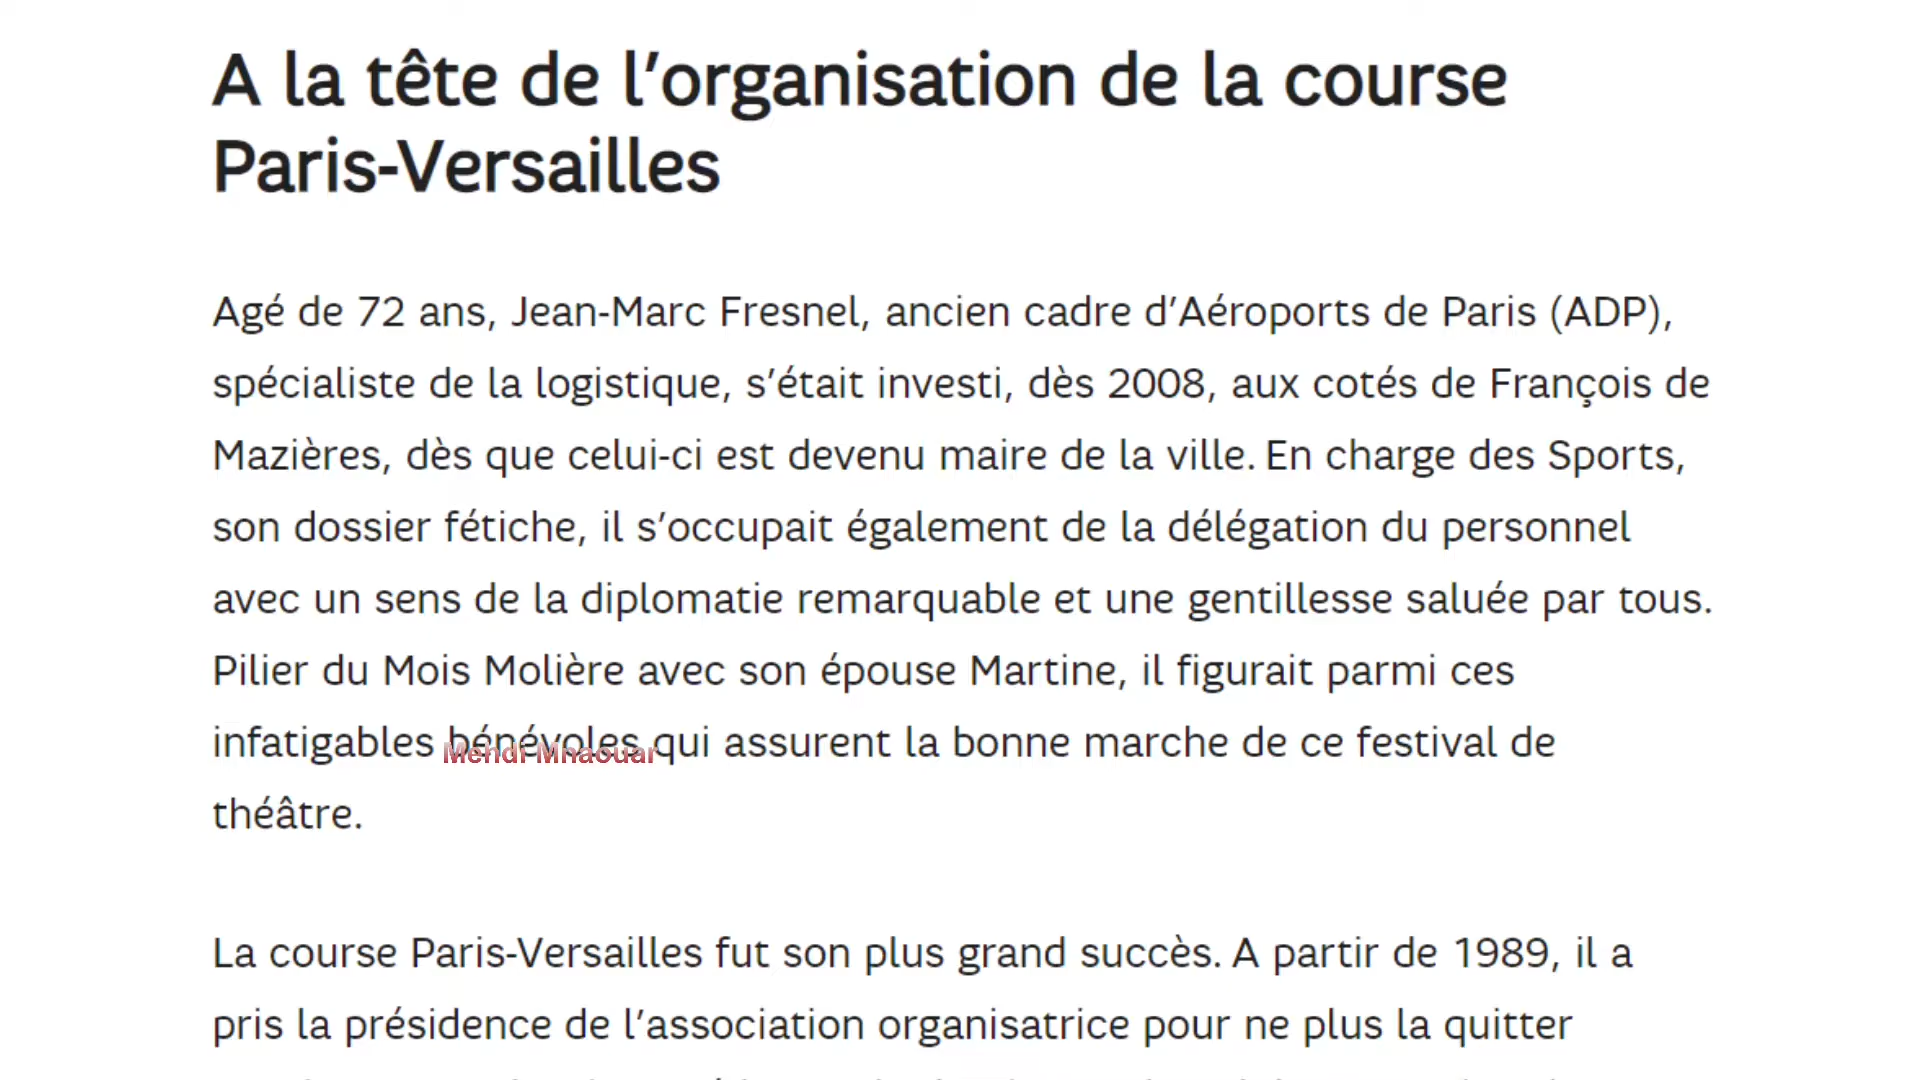 A la tête de l’organisation de la course
Paris-Versailles
Agé de 72 ans, Jean-Marc Fresnel, ancien cadre d’Aéroports de Paris (ADP),
spécialiste de la logistique, s’était investi, dès 2008, aux cotés de François de
Mazières, dès que celui-ci est devenu maire de la ville. En charge des Sports,
son dossier fétiche, il s’occupait également de la délégation du personnel
avec un sens de la diplomatie remarquable et une gentillesse saluée par tous.
Pilier du Mois Molière avec son épouse Martine, il figurait parmi ces
infatigables bénévoles qui assurent la bonne marche de ce festival de
Mehdi Mnaouar
théâtre.
La course Paris-Versailles fut son plus grand succès. A partir de 1989, il a
pris la présidence de l’association organisatrice pour ne plus la quitter